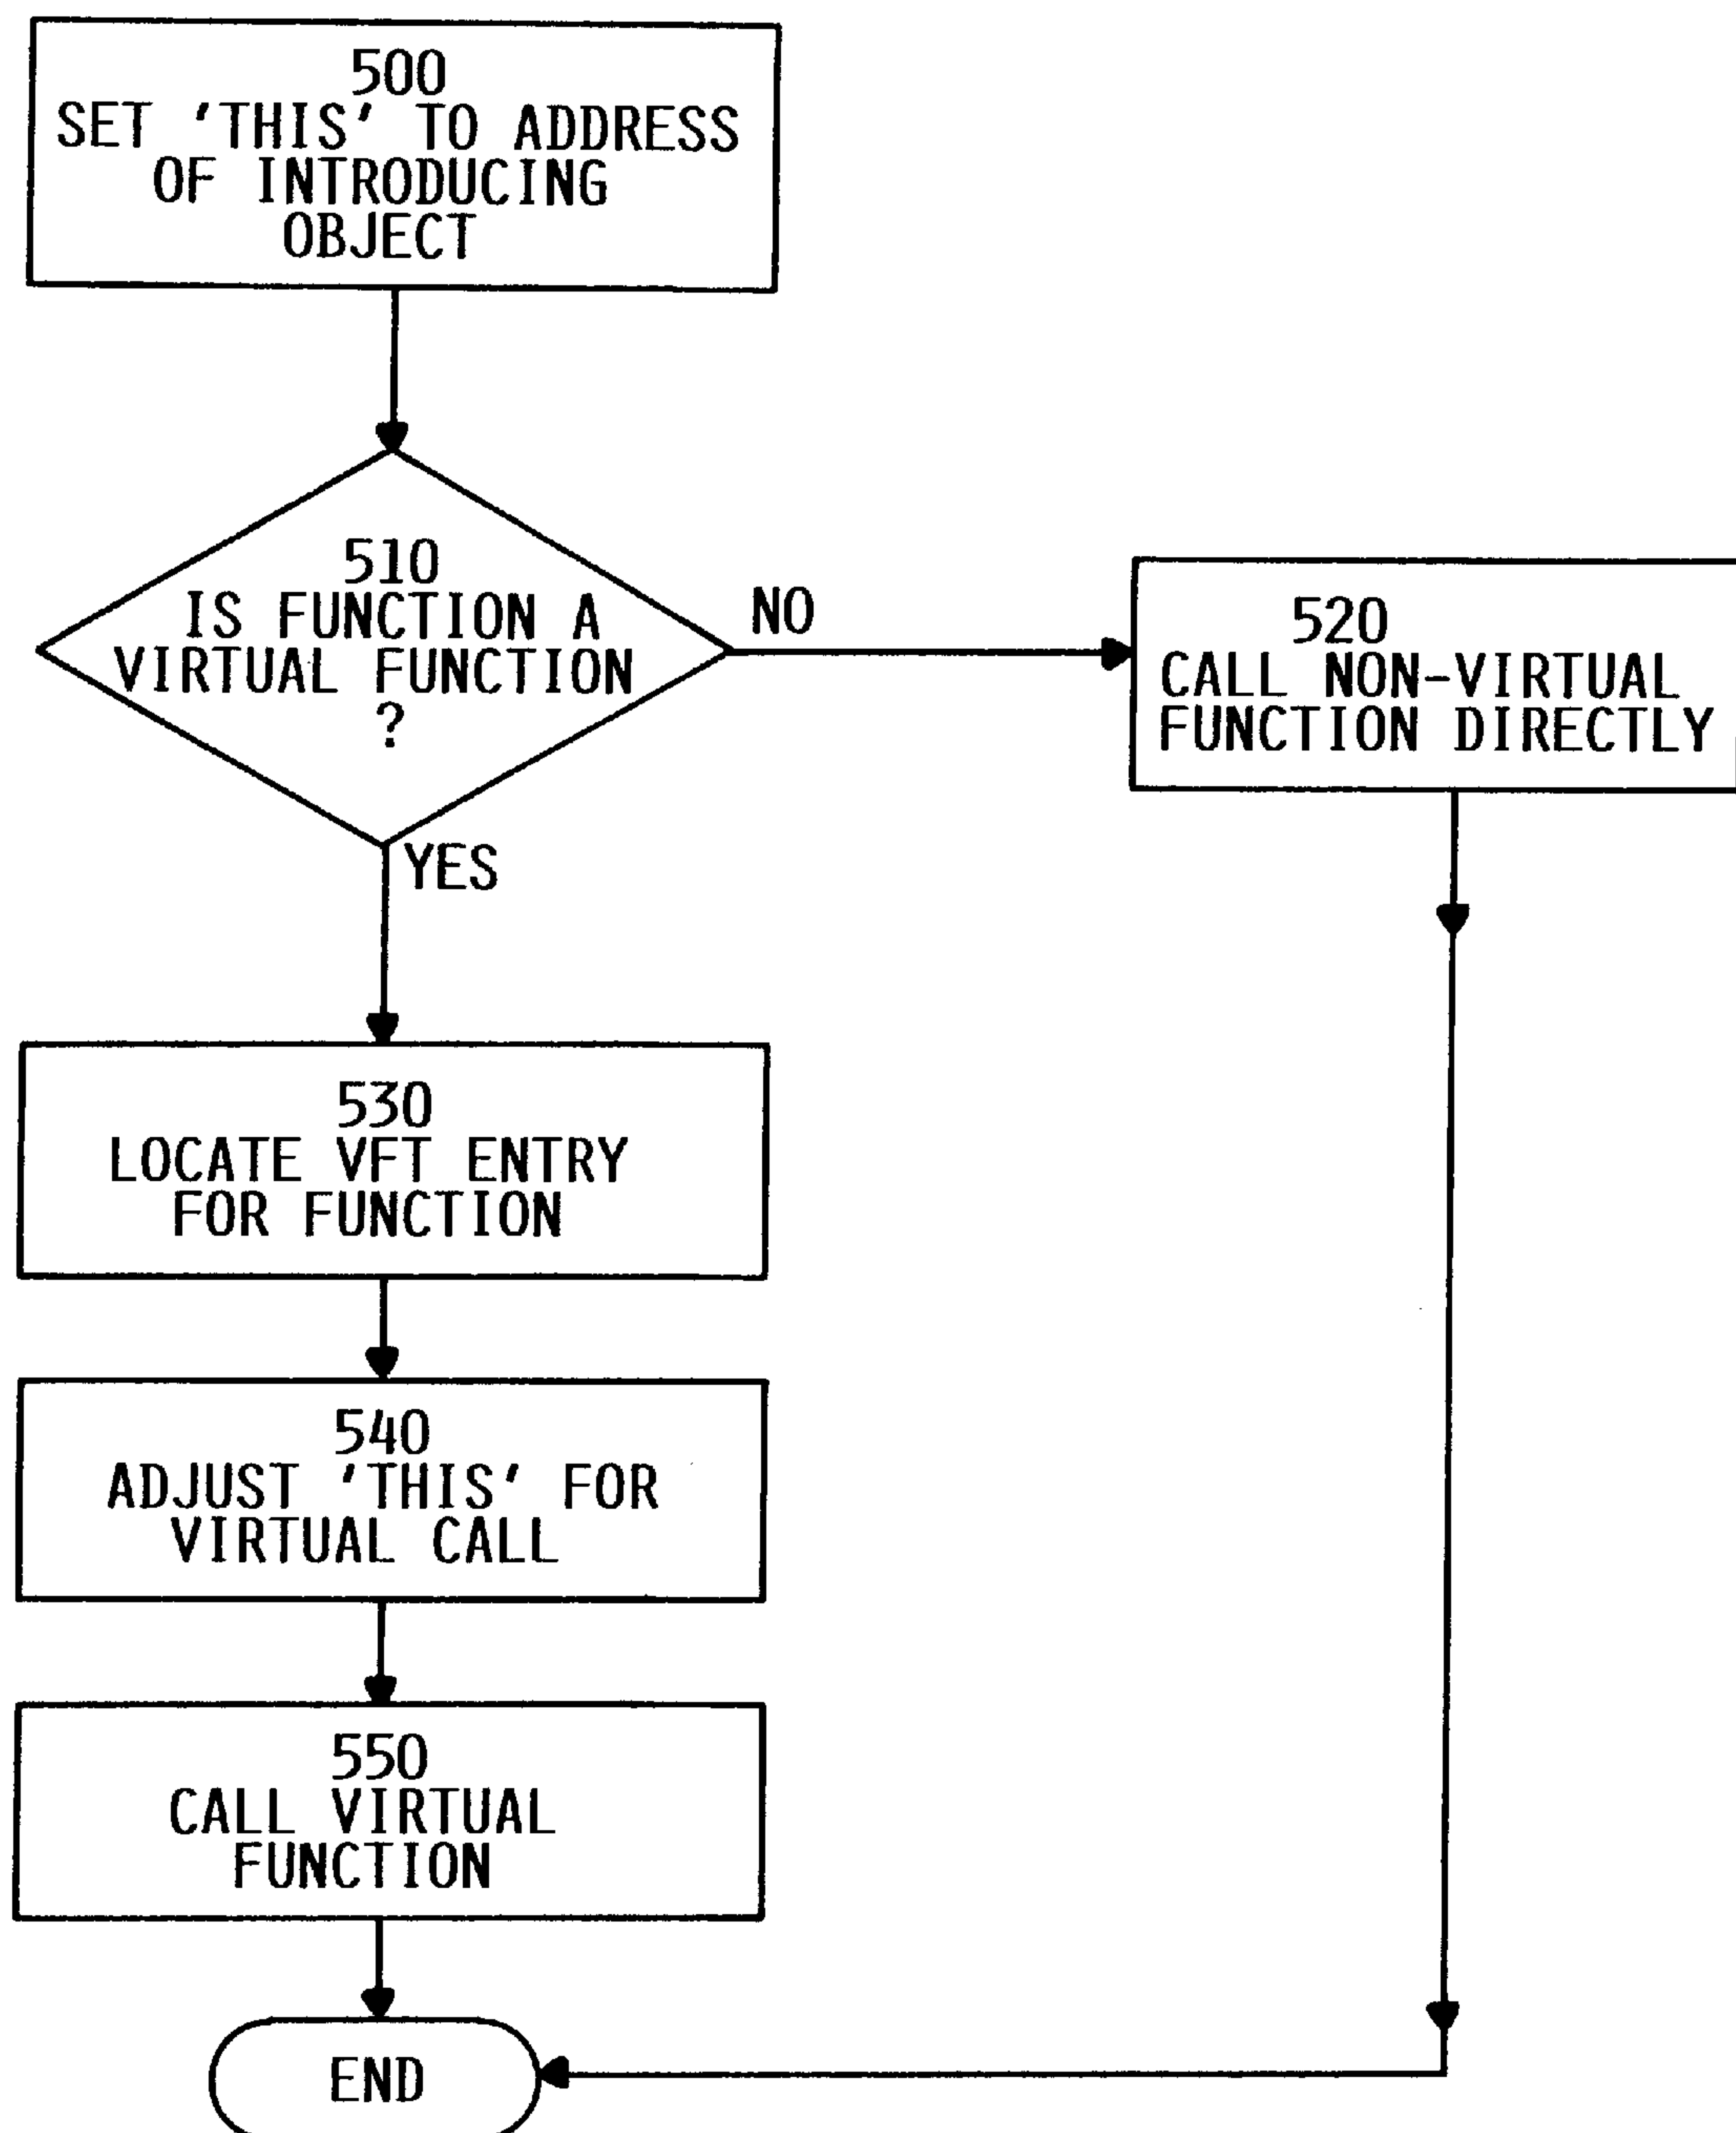 500
SET 'THIS' TO ADDRESS
OF INTRODUCING
OBJECT
510
IS FUNCTION A
VIRTUAL FUNCTION
?
NO
520
CALL NON-VIRTUAL
FUNCTION DIRECTLY
YES
530
LOCATE VFT ENTRY
FOR FUNCTION
540
ADJUST 'THIS' FOR
VIRTUAL CALL
550
CALL VIRTUAL
FUNCTION
END